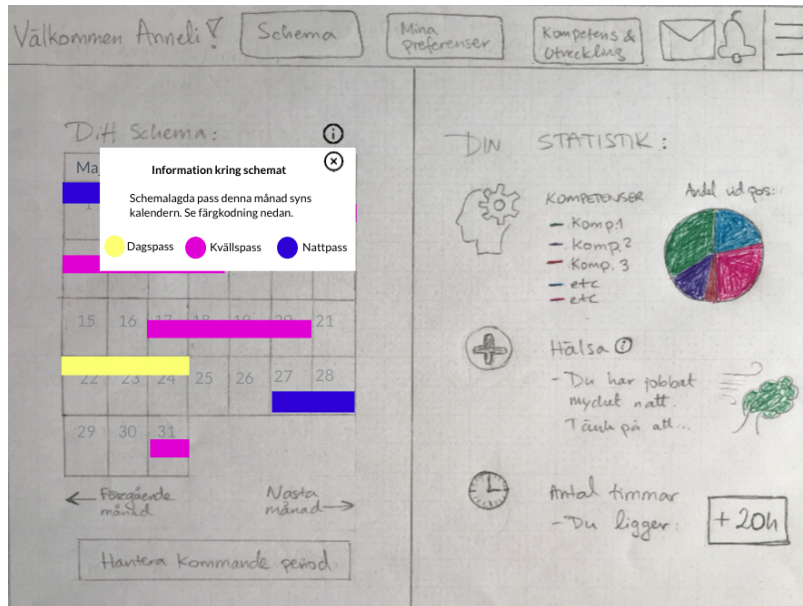 Välkommen Anneli!
Schema
Mina
preferenser
Kompetens &
Utveckling
Ditt Schema:
i
Information kring schemat
Schemalagda pass denna månad syns
kalendern. Se färgkodning nedan.
Dagspass
Kvällspass
Nattpass
15 16 17 18 19 20 21
22 23 24 25 26 27 28
29 30 31
Föregående
månad
Nästa
månad
Hantera kommande period
DIN STATISTIK:
KOMPETENSER
Komp.1
Komp.2
Komp. 3
etc
etc
Andel vid pos:
Hälsa i
- Du har jobbat
mycket natt.
Tänk på att...
Antal timmar
- Du ligger:
+20h